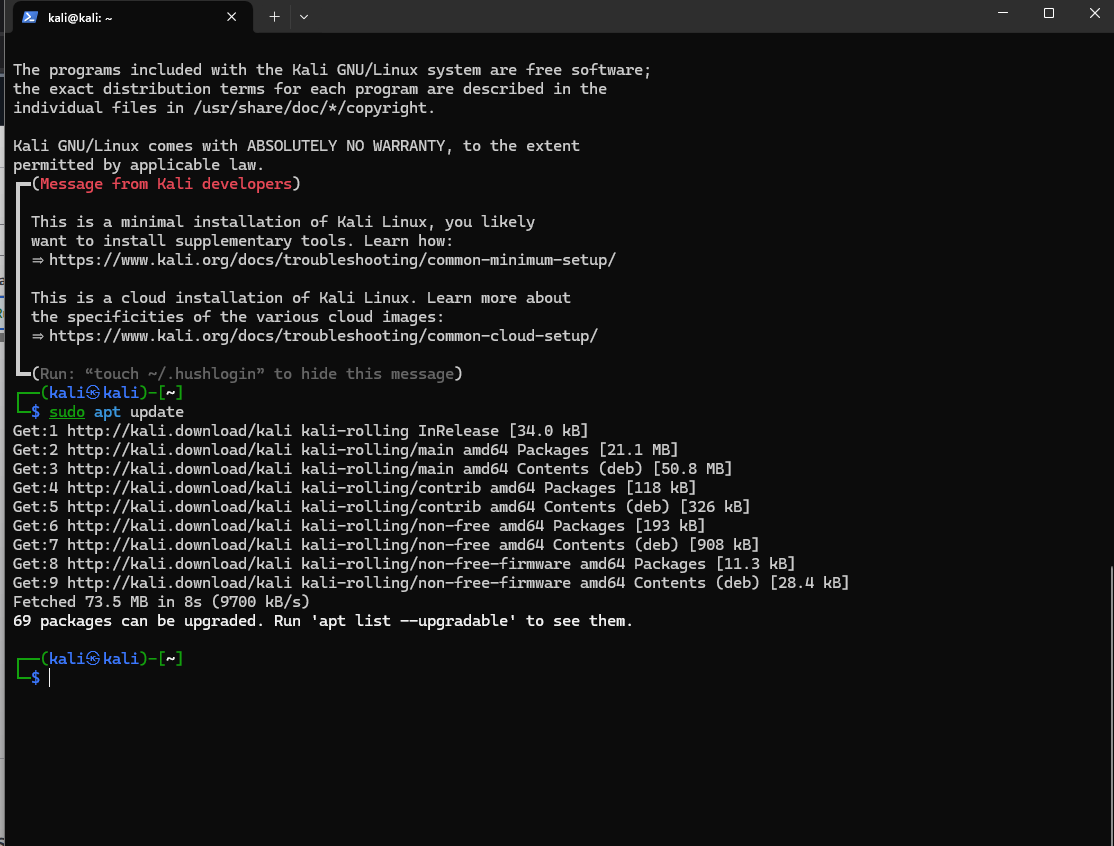 kali@kali: ~
The programs included with the Kali GNU/Linux system are free software;
the exact distribution terms for each program are described in the
individual files in /usr/share/doc/*/copyright.
Kali GNU/Linux comes with ABSOLUTELY NO WARRANTY, to the extent
permitted by applicable law.
┏━(Message from Kali developers)
┃ This is a minimal installation of Kali Linux, you likely
┃ want to install supplementary tools. Learn how:
┃ ⇒ https://www.kali.org/docs/troubleshooting/common-minimum-setup/
┃ This is a cloud installation of Kali Linux. Learn more about
┃ the specificities of the various cloud images:
┃ ⇒ https://www.kali.org/docs/troubleshooting/common-cloud-setup/
┗━(Run: “touch ~/.hushlogin” to hide this message)
┌──(kali㉿kali)-[~]
└─$ sudo apt update
Get:1 http://kali.download/kali kali-rolling InRelease [34.0 kB]
Get:2 http://kali.download/kali kali-rolling/main amd64 Packages [21.1 MB]
Get:3 http://kali.download/kali kali-rolling/main amd64 Contents (deb) [50.8 MB]
Get:4 http://kali.download/kali kali-rolling/contrib amd64 Packages [118 kB]
Get:5 http://kali.download/kali kali-rolling/contrib amd64 Contents (deb) [326 kB]
Get:6 http://kali.download/kali kali-rolling/non-free amd64 Packages [193 kB]
Get:7 http://kali.download/kali kali-rolling/non-free amd64 Contents (deb) [908 kB]
Get:8 http://kali.download/kali kali-rolling/non-free-firmware amd64 Packages [11.3 kB]
Get:9 http://kali.download/kali kali-rolling/non-free-firmware amd64 Contents (deb) [28.4 kB]
Fetched 73.5 MB in 8s (9700 kB/s)
69 packages can be upgraded. Run 'apt list --upgradable' to see them.
┌──(kali㉿kali)-[~]
└─$